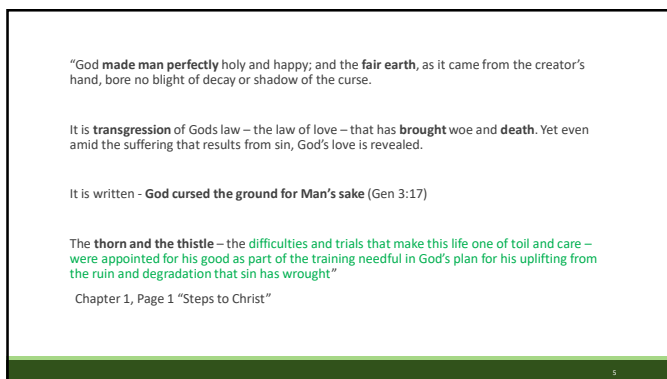 “God made man perfectly holy and happy; and the fair earth, as it came from the creator’s
hand, bore no blight of decay or shadow of the curse.
It is transgression of Gods law – the law of love – that has brought woe and death. Yet even
amid the suffering that results from sin, God’s love is revealed.
It is written - God cursed the ground for Man’s sake (Gen 3:17)
The thorn and the thistle – the difficulties and trials that make this life one of toil and care –
were appointed for his good as part of the training needful in God’s plan for his uplifting from
the ruin and degradation that sin has wrought”
Chapter 1, Page 1 “Steps to Christ”
5